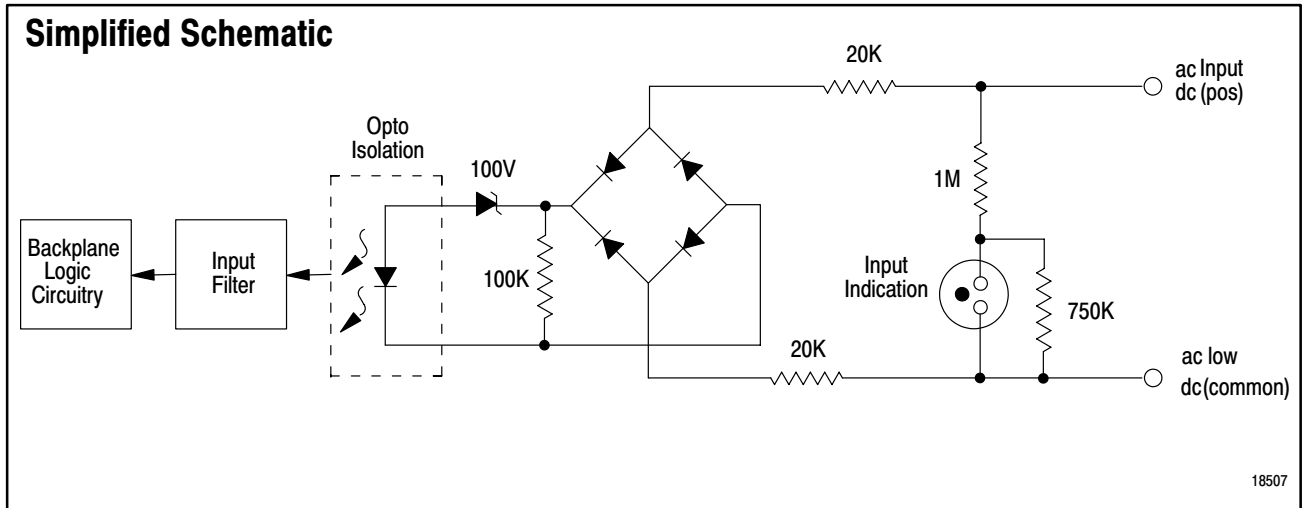 Simplified Schematic
20K
ac Input
dc (pos)
Opto
Isolation
100V
1M
Backplane
Logic
Circuitry
Input
Filter
100K
Input
Indication
750K
20K
ac low
dc(common)
18507